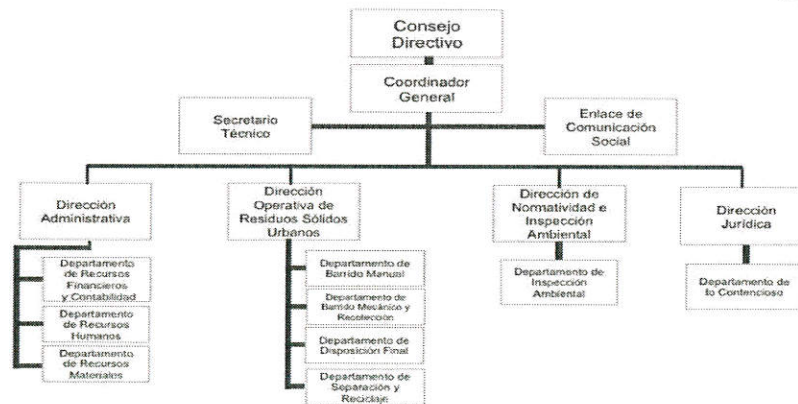 Consejo
Directivo
Coordinador
General
Secretario
Técnico
Enlace de
Comunicación
Social
Dirección
Administrativa
Departamento
de Recursos
Financieros
y Contabilidad
Departamento
de Recursos
Humanos
Departamento
de Recursos
Materiales
Dirección
Operativa de
Residuos Sólidos
Urbanos
Departamento de
Barrido Manual
Departamento de
Barrido Mecánico y
Recolección
Departamento de
Disposición Final
Departamento de
Separación y
Reciclaje
Dirección de
Normatividad e
Inspección
Ambiental
Departamento de
Inspección
Ambiental
Dirección
Jurídica
Departamento de
lo Contencioso